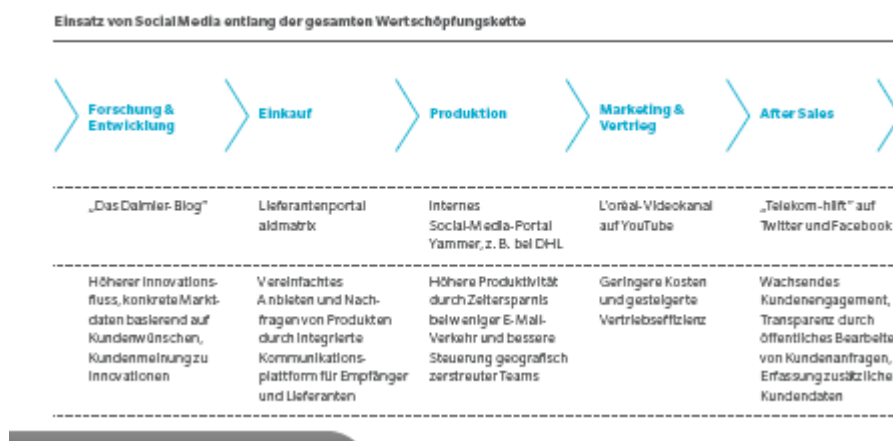 Einsatz von Social Media entlang der gesamten Wertschöpfungskette
Forschung &
Entwicklung
Einkauf
Produktion
Marketing &
Vertrieg
After Sales
„Das Daimler-Blog“
Lieferantenportal
aidmatrix
Internes
Social-Media-Portal
Yammer, z. B. bei DHL
L'oréal-Videokanal
auf YouTube
„Telekom-hilft“ auf
Twitter und Facebook
Höherer Innovations-
fluss, konkrete Markt-
daten basierend auf
Kundenwünschen,
Kundenmeinung zu
Innovationen
Vereinfachtes
Anbieten und Nach-
fragen von Produkten
durch integrierte
Kommunikations-
plattform für Empfänger
und Lieferanten
Höhere Produktivität
durch Zeitersparnis
bei weniger E-Mail-
Verkehr und bessere
Steuerung geografisch
zerstreuter Teams
Geringere Kosten
und gesteigerte
Vertriebseffizienz
Wachsendes
Kundenengagement,
Transparenz durch
öffentliches Bearbeite
von Kundenanfragen,
Erfassung zusätzliche
Kundendaten